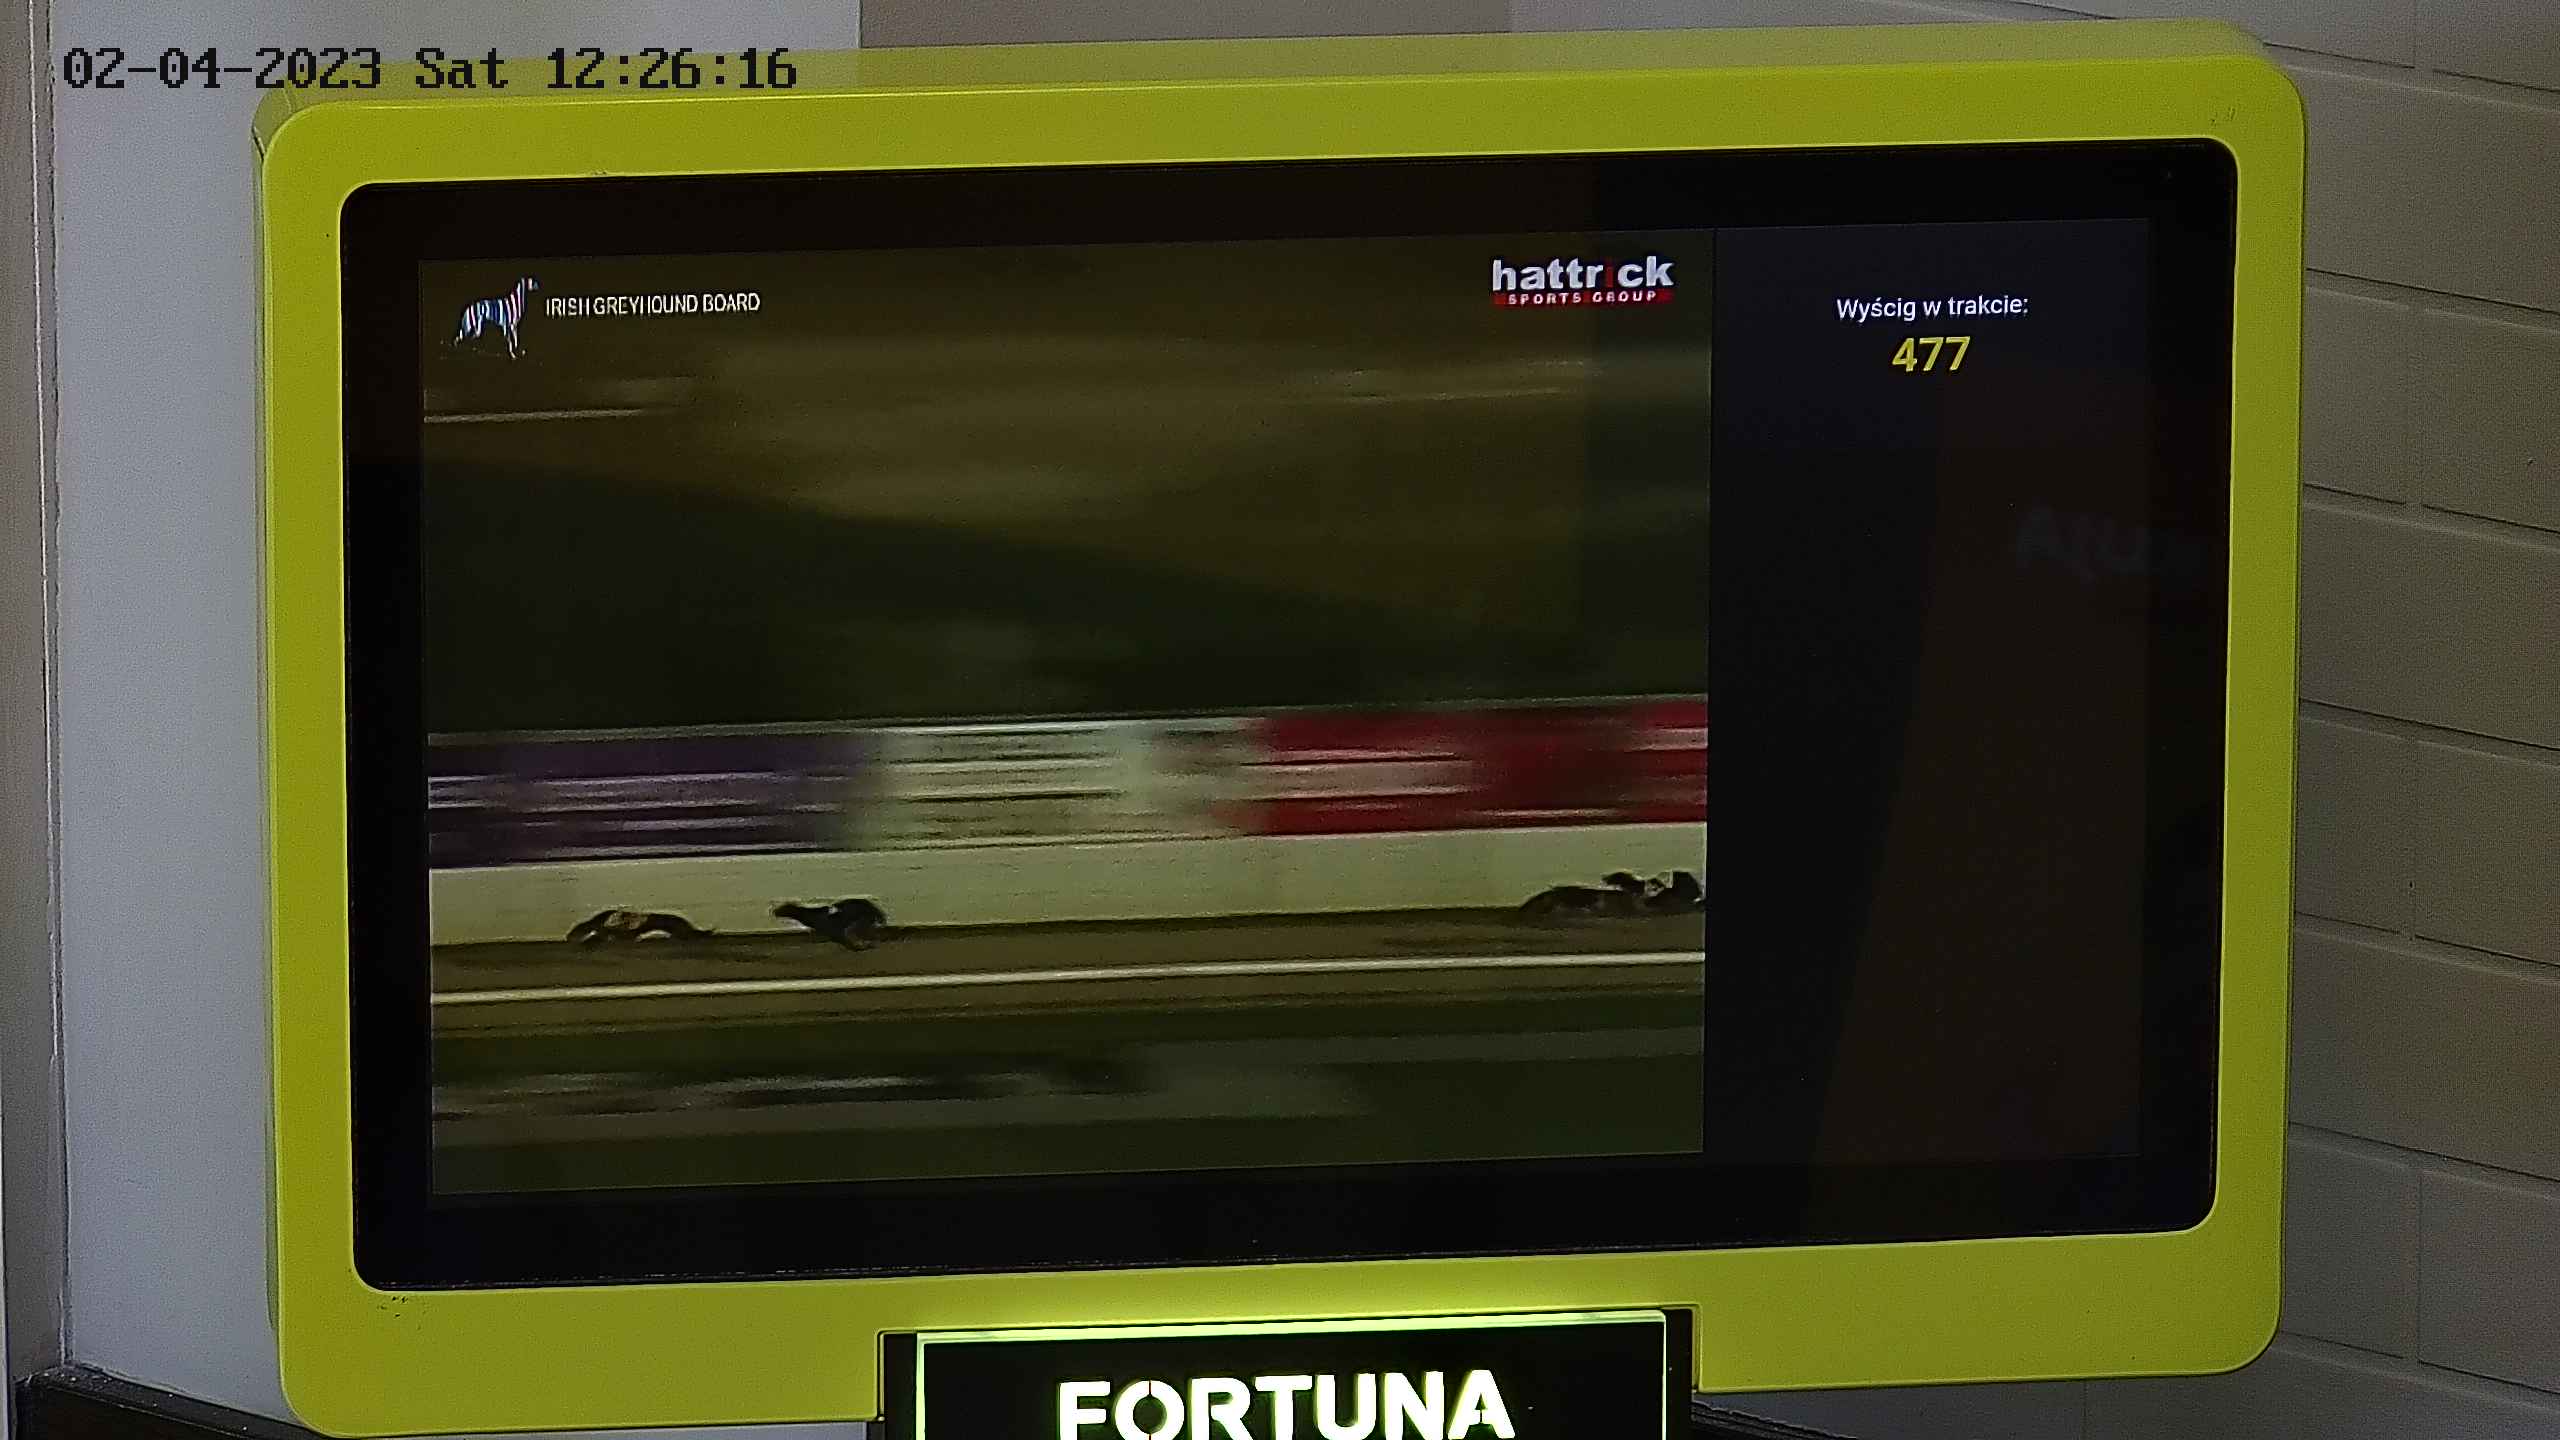 02-04-2023 Sat 12:26:16
IRISH GREYHOUND BOARD
hattrick
SPORTS GROUP
Wyścig w trakcie:
477
FORTUNA